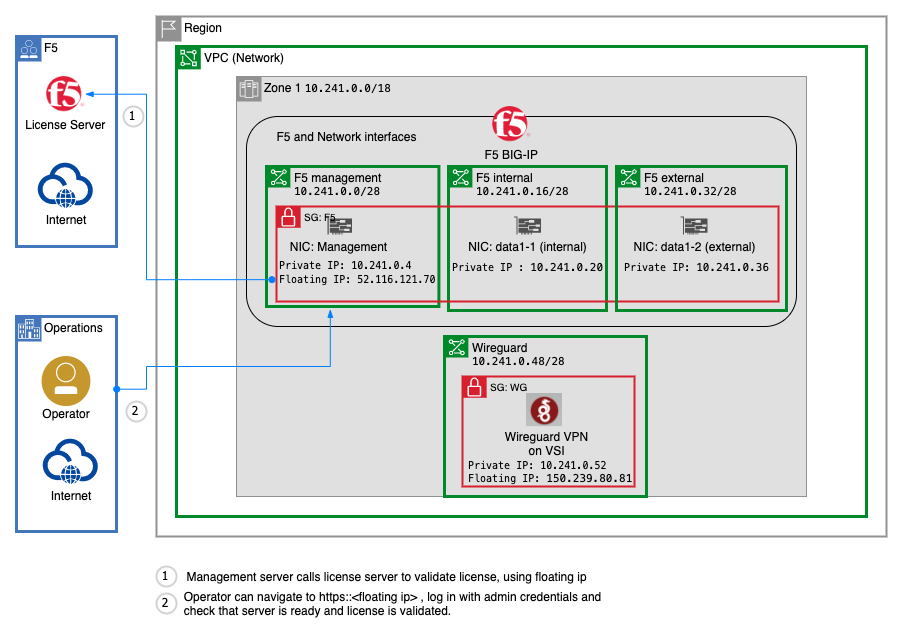 Region
F5
VPC (Network)
f5
License Server
1
Internet
Zone 1 10.241.0.0/18
f5
F5 and Network interfaces
F5 BIG-IP
F5 management
10.241.0.0/28
F5 internal
10.241.0.16/28
F5 external
10.241.0.32/28
SG: F5
NIC: Management
Private IP: 10.241.0.4
Floating IP: 52.116.121.70
NIC: data1-1 (internal)
Private IP : 10.241.0.20
NIC: data1-2 (external)
Private IP: 10.241.0.36
Operations
Operator
2
Internet
Wireguard
10.241.0.48/28
SG: WG
Wireguard VPN
on VSI
Private IP: 10.241.0.52
Floating IP: 150.239.80.81
1 Management server calls license server to validate license, using floating ip
2 Operator can navigate to https::<floating ip> , log in with admin credentials and
check that server is ready and license is validated.